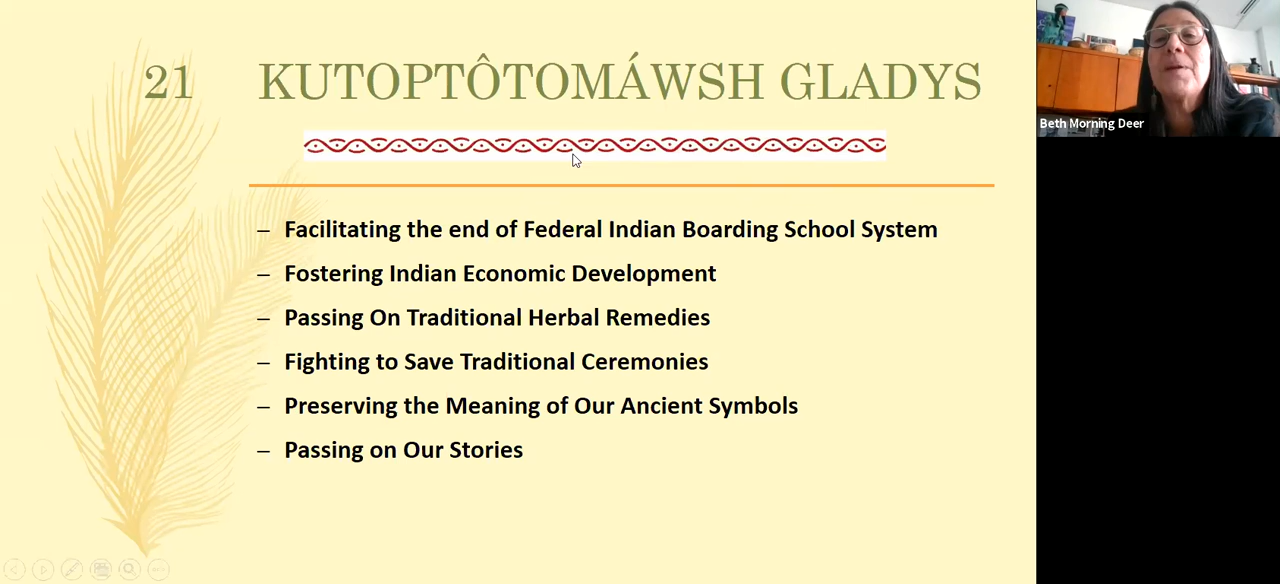 21 KUTOPTÔTOMÁWSH GLADYS
Beth Morning Deer
– Facilitating the end of Federal Indian Boarding School System
– Fostering Indian Economic Development
– Passing On Traditional Herbal Remedies
– Fighting to Save Traditional Ceremonies
– Preserving the Meaning of Our Ancient Symbols
– Passing on Our Stories